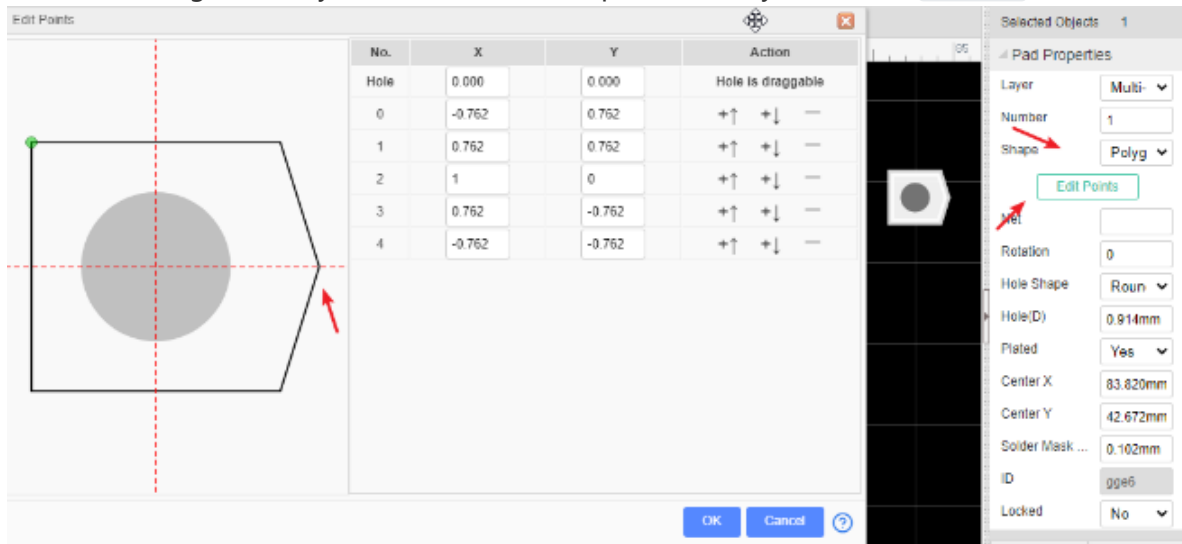 Edit Points
No. X Y Action
Hole 0.000 0.000 Hole is draggable
0 -0.762 0.762
1 0.762 0.762
2 1 0
3 0.762 -0.762
4 -0.762 -0.762
OK Cancel ?
Selected Objects 1
Pad Properties
Layer Multi-
Number 1
Shape Polyg
Edit Points
Net
Rotation 0
Hole Shape Roun
Hole(D) 0.914mm
Plated Yes
Center X 83.820mm
Center Y 42.672mm
Solder Mask ... 0.102mm
ID gge6
Locked No